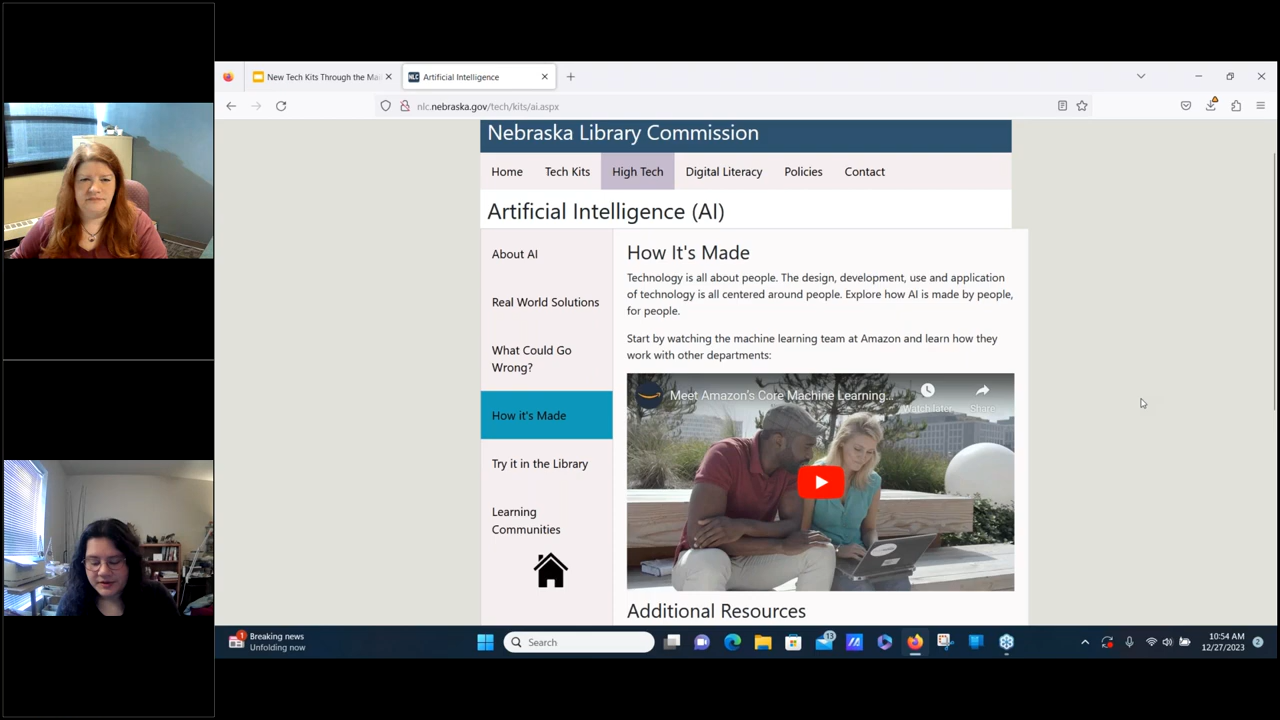 New Tech Kits Through the Mai
NLC Artificial Intelligence
nlc.nebraska.gov/tech/kits/ai.aspx
Nebraska Library Commission
Home Tech Kits High Tech Digital Literacy Policies Contact
Artificial Intelligence (AI)
About AI
Real World Solutions
What Could Go
Wrong?
How it's Made
Try it in the Library
Learning
Communities
How It's Made
Technology is all about people. The design, development, use and application
of technology is all centered around people. Explore how AI is made by people,
for people.
Start by watching the machine learning team at Amazon and learn how they
work with other departments:
Meet Amazon's Core Machine Learning...
Watch later Share
Additional Resources
1 Breaking news
Unfolding now
Search
13
10:54 AM
12/27/2023
2